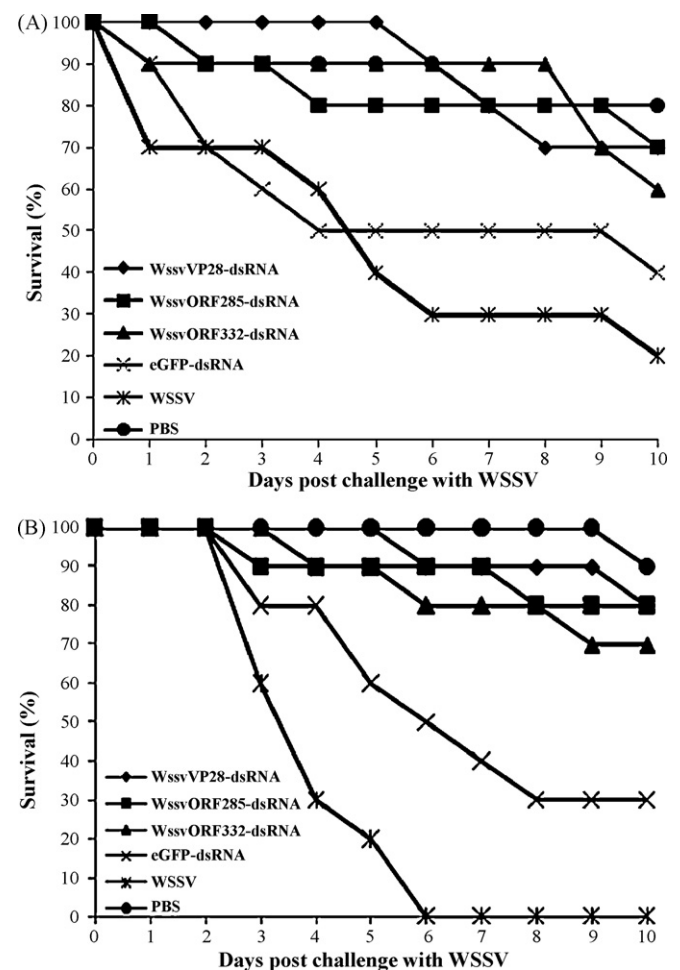 (A)
100
90
80
70
60
50
40
30
20
10
0
Survival (%)
WssvVP28-dsRNA
WssvORF285-dsRNA
WssvORF332-dsRNA
eGFP-dsRNA
WSSV
PBS
0 1 2 3 4 5 6 7 8 9 10
Days post challenge with WSSV
(B)
100
90
80
70
60
50
40
30
20
10
0
Survival (%)
WssvVP28-dsRNA
WssvORF285-dsRNA
WssvORF332-dsRNA
eGFP-dsRNA
WSSV
PBS
0 1 2 3 4 5 6 7 8 9 10
Days post challenge with WSSV